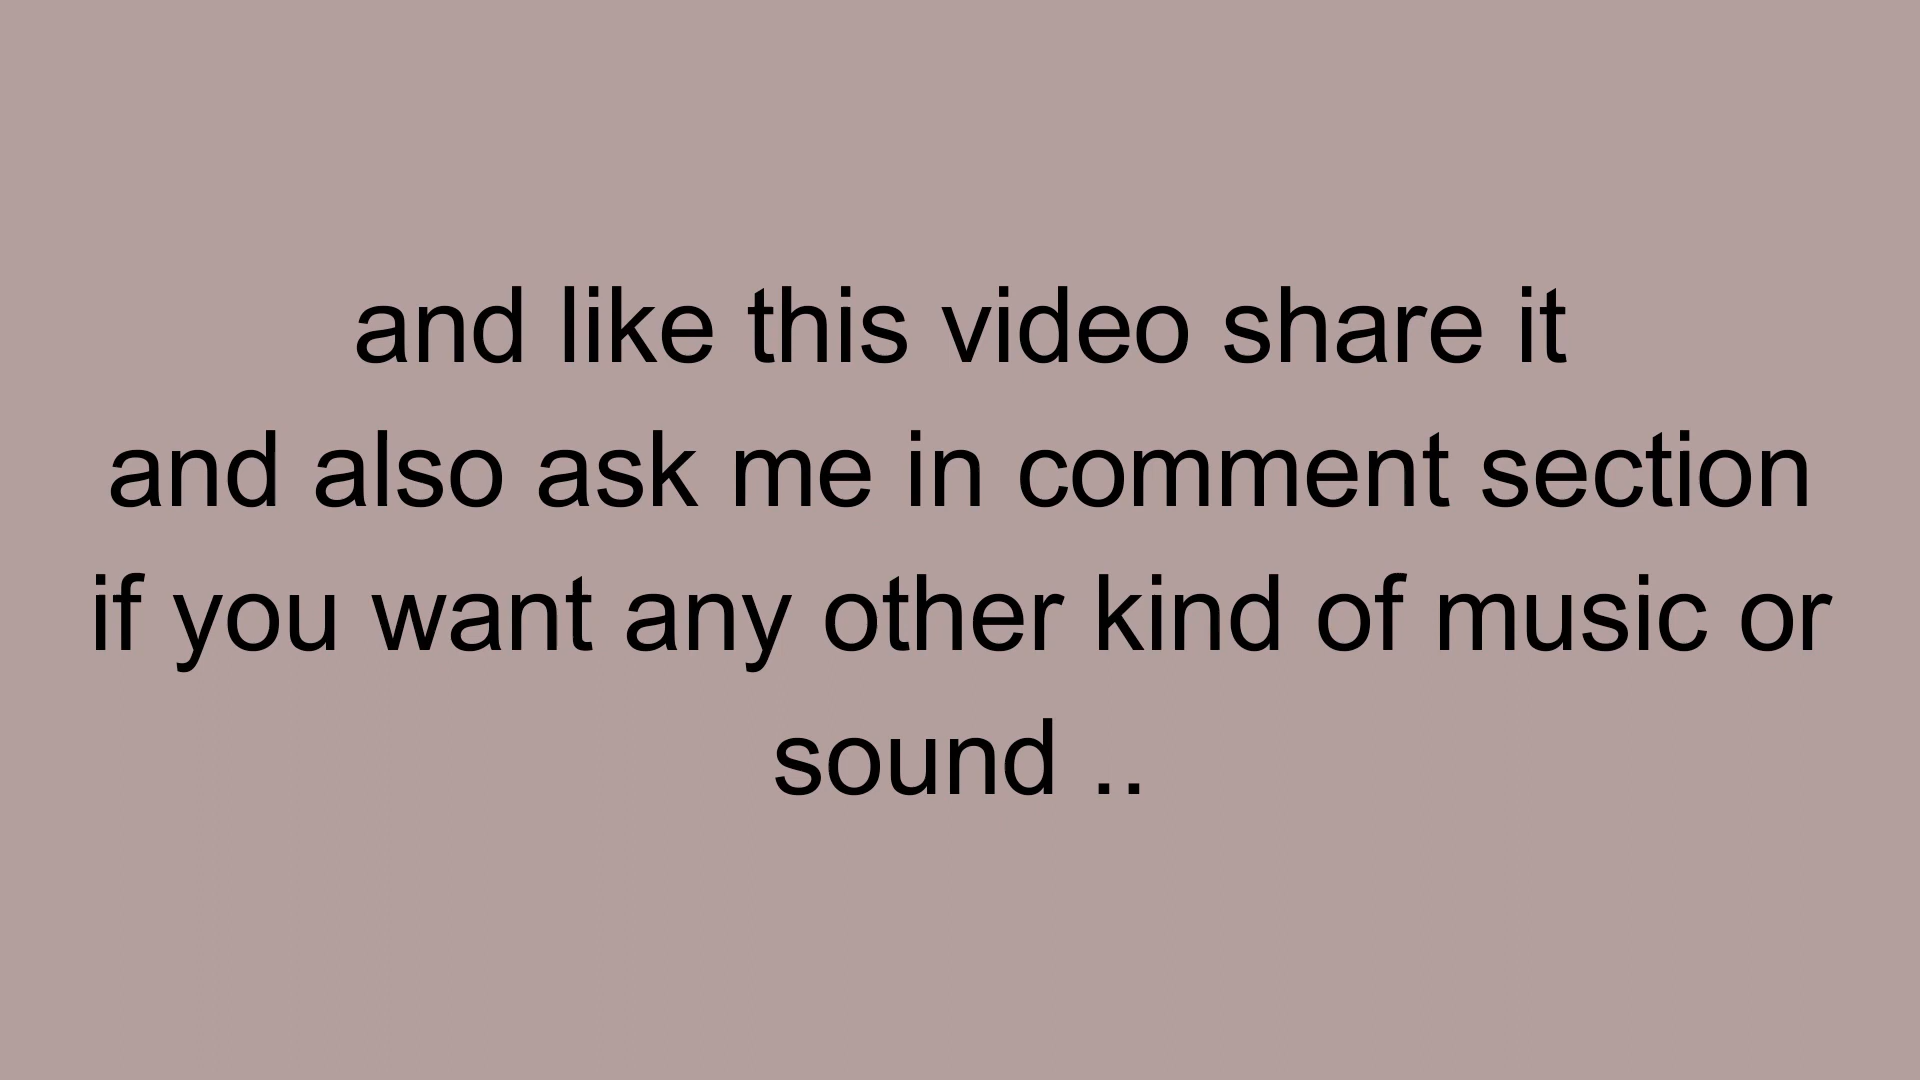 and like this video share it
and also ask me in comment section
if you want any other kind of music or
sound ..